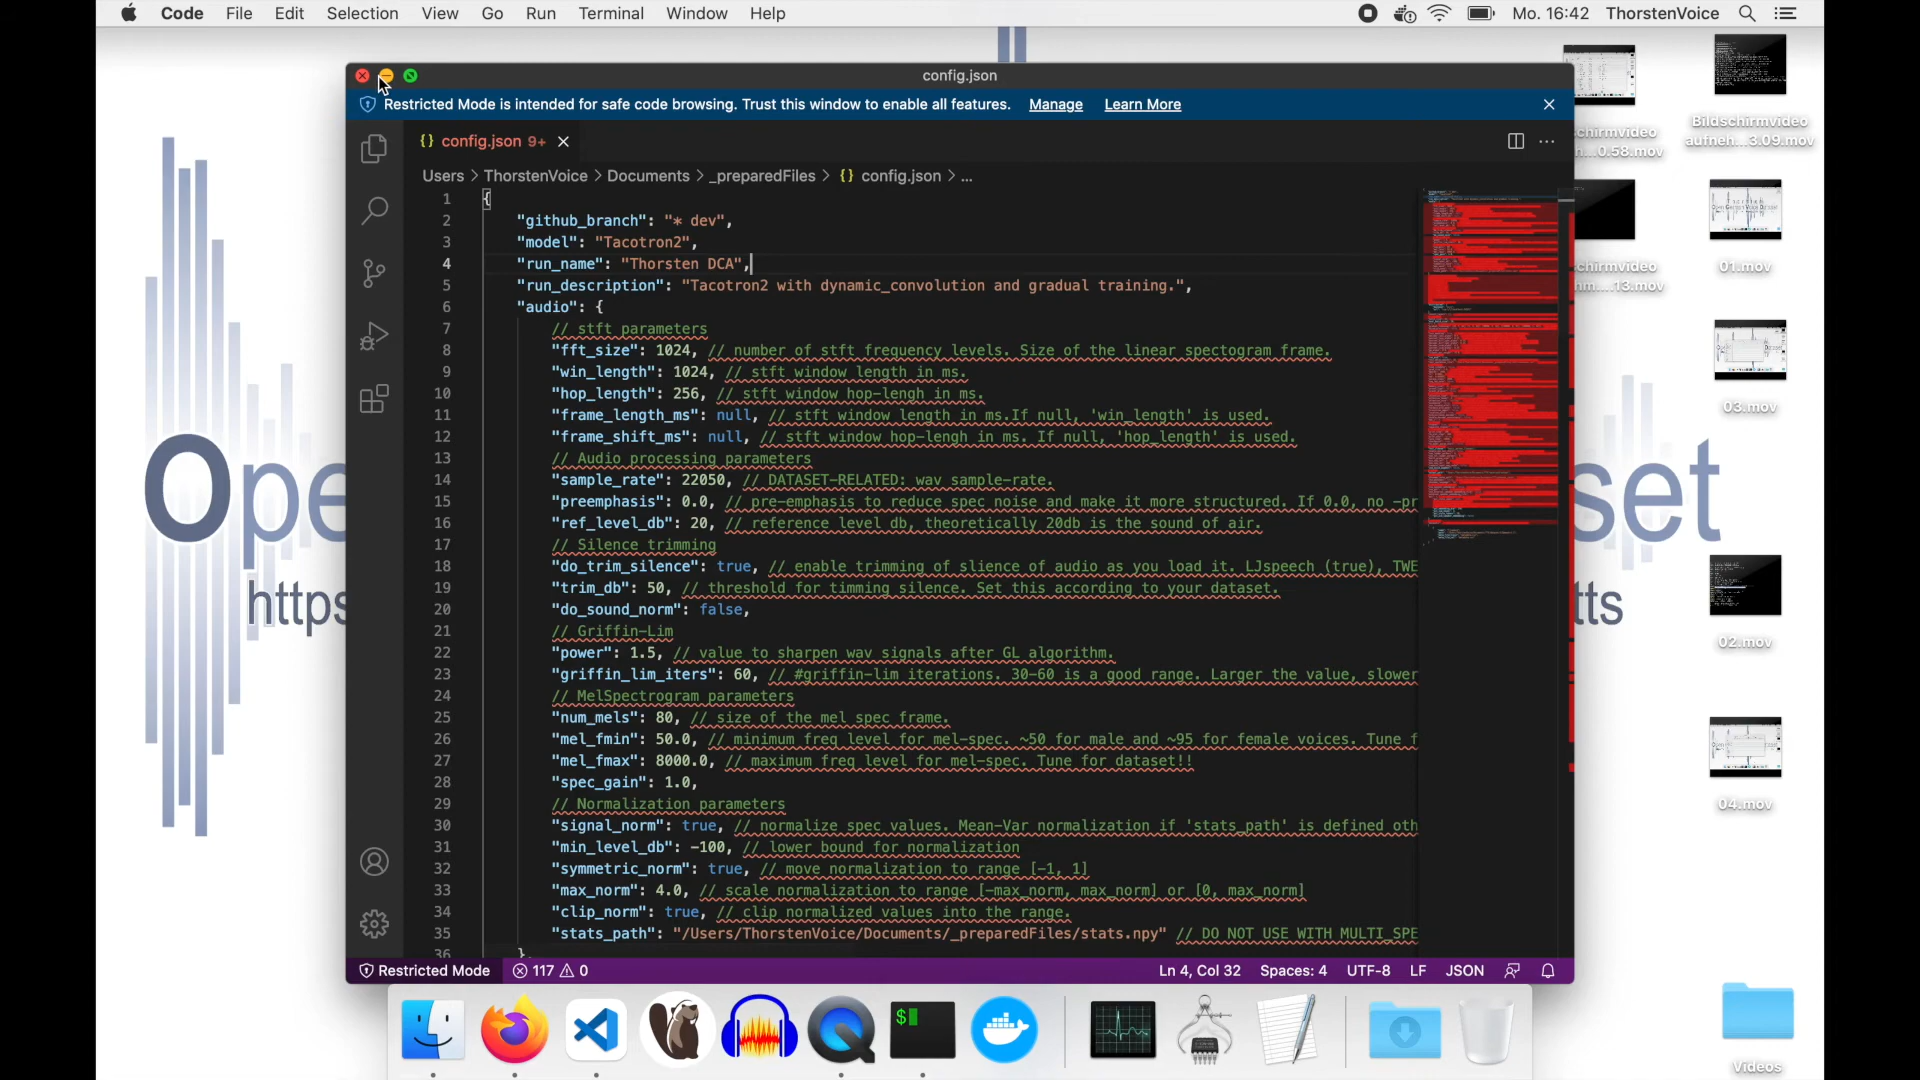 Code File Edit Selection View Go Run Terminal Window Help Mo. 16:42 ThorstenVoice
config.json
Restricted Mode is intended for safe code browsing. Trust this window to enable all features. Manage Learn More
{} config.json 9+
Users > ThorstenVoice > Documents > _preparedFiles > {} config.json > ...
1 {
2 "github_branch": "* dev",
3 "model": "Tacotron2",
4 "run_name": "Thorsten DCA",
5 "run_description": "Tacotron2 with dynamic_convolution and gradual training.",
6 "audio": {
7 // stft parameters
8 "fft_size": 1024, // number of stft frequency levels. Size of the linear spectogram frame.
9 "win_length": 1024, // stft window length in ms.
10 "hop_length": 256, // stft window hop-lengh in ms.
11 "frame_length_ms": null, // stft window length in ms.If null, 'win_length' is used.
12 "frame_shift_ms": null, // stft window hop-lengh in ms. If null, 'hop_length' is used.
13 // Audio processing parameters
14 "sample_rate": 22050, // DATASET-RELATED: wav sample-rate.
15 "preemphasis": 0.0, // pre-emphasis to reduce spec noise and make it more structured. If 0.0, no -pr
16 "ref_level_db": 20, // reference level db, theoretically 20db is the sound of air.
17 // Silence trimming
18 "do_trim_silence": true, // enable trimming of slience of audio as you load it. LJspeech (true), TWE
19 "trim_db": 50, // threshold for timming silence. Set this according to your dataset.
20 "do_sound_norm": false,
21 // Griffin-Lim
22 "power": 1.5, // value to sharpen wav signals after GL algorithm.
23 "griffin_lim_iters": 60, // #griffin-lim iterations. 30-60 is a good range. Larger the value, slower
24 // MelSpectrogram parameters
25 "num_mels": 80, // size of the mel spec frame.
26 "mel_fmin": 50.0, // minimum freq level for mel-spec. ~50 for male and ~95 for female voices. Tune f
27 "mel_fmax": 8000.0, // maximum freq level for mel-spec. Tune for dataset!!
28 "spec_gain": 1.0,
29 // Normalization parameters
30 "signal_norm": true, // normalize spec values. Mean-Var normalization if 'stats_path' is defined oth
31 "min_level_db": -100, // lower bound for normalization
32 "symmetric_norm": true, // move normalization to range [-1, 1]
33 "max_norm": 4.0, // scale normalization to range [-max_norm, max_norm] or [0, max_norm]
34 "clip_norm": true, // clip normalized values into the range.
35 "stats_path": "/Users/ThorstenVoice/Documents/_preparedFiles/stats.npy" // DO NOT USE WITH MULTI_SPE
36 }
Restricted Mode 117 0 Ln 4, Col 32 Spaces: 4 UTF-8 LF JSON
Ope
https
set
tts
chirmvideo
n...0.58.mov
Bildschirmvideo
aufneh...3.09.mov
chirmvideo
hm....13.mov
01.mov
03.mov
02.mov
04.mov
Videos
$